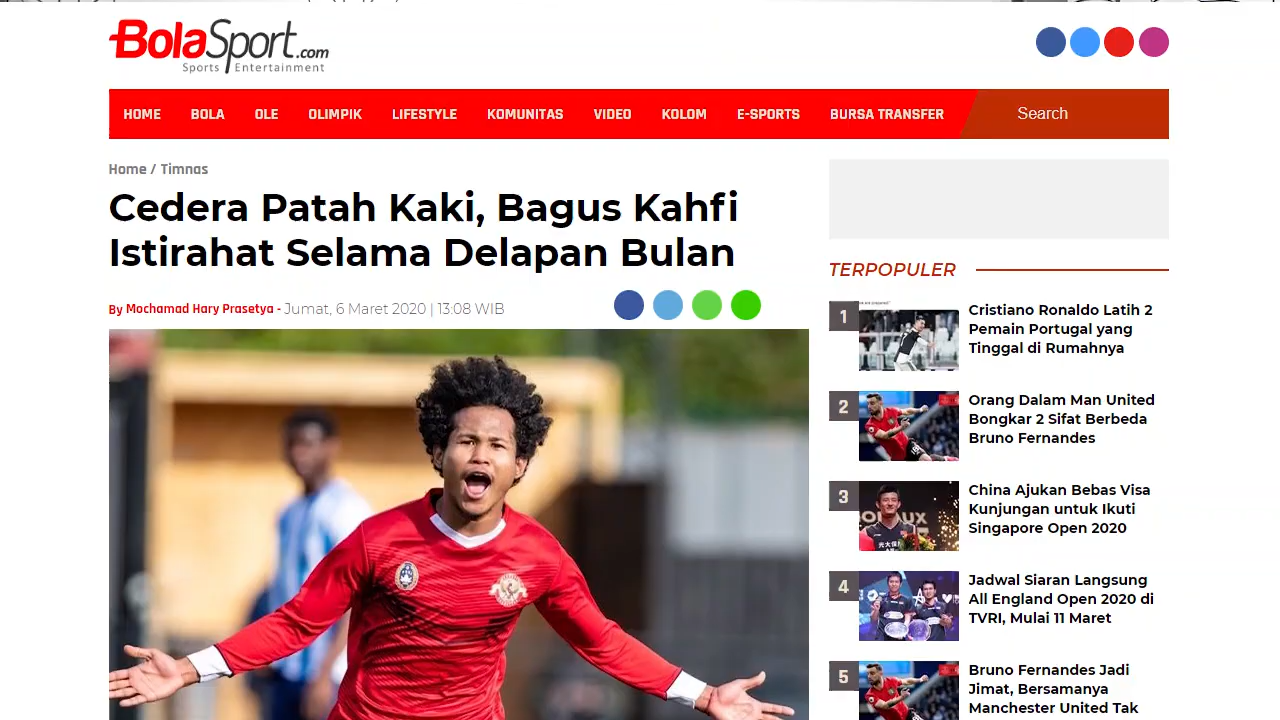 BolaSport.com
Sports Entertainment
HOME BOLA OLE OLIMPIK LIFESTYLE KOMUNITAS VIDEO KOLOM E-SPORTS BURSA TRANSFER Search
Home / Timnas
Cedera Patah Kaki, Bagus Kahfi
Istirahat Selama Delapan Bulan
By Mochamad Hary Prasetya - Jumat, 6 Maret 2020 | 13:08 WIB
TERPOPULER
1
Cristiano Ronaldo Latih 2
Pemain Portugal yang
Tinggal di Rumahnya
2
Orang Dalam Man United
Bongkar 2 Sifat Berbeda
Bruno Fernandes
3
China Ajukan Bebas Visa
Kunjungan untuk Ikuti
Singapore Open 2020
4
Jadwal Siaran Langsung
All England Open 2020 di
TVRI, Mulai 11 Maret
5
Bruno Fernandes Jadi
Jimat, Bersamanya
Manchester United Tak